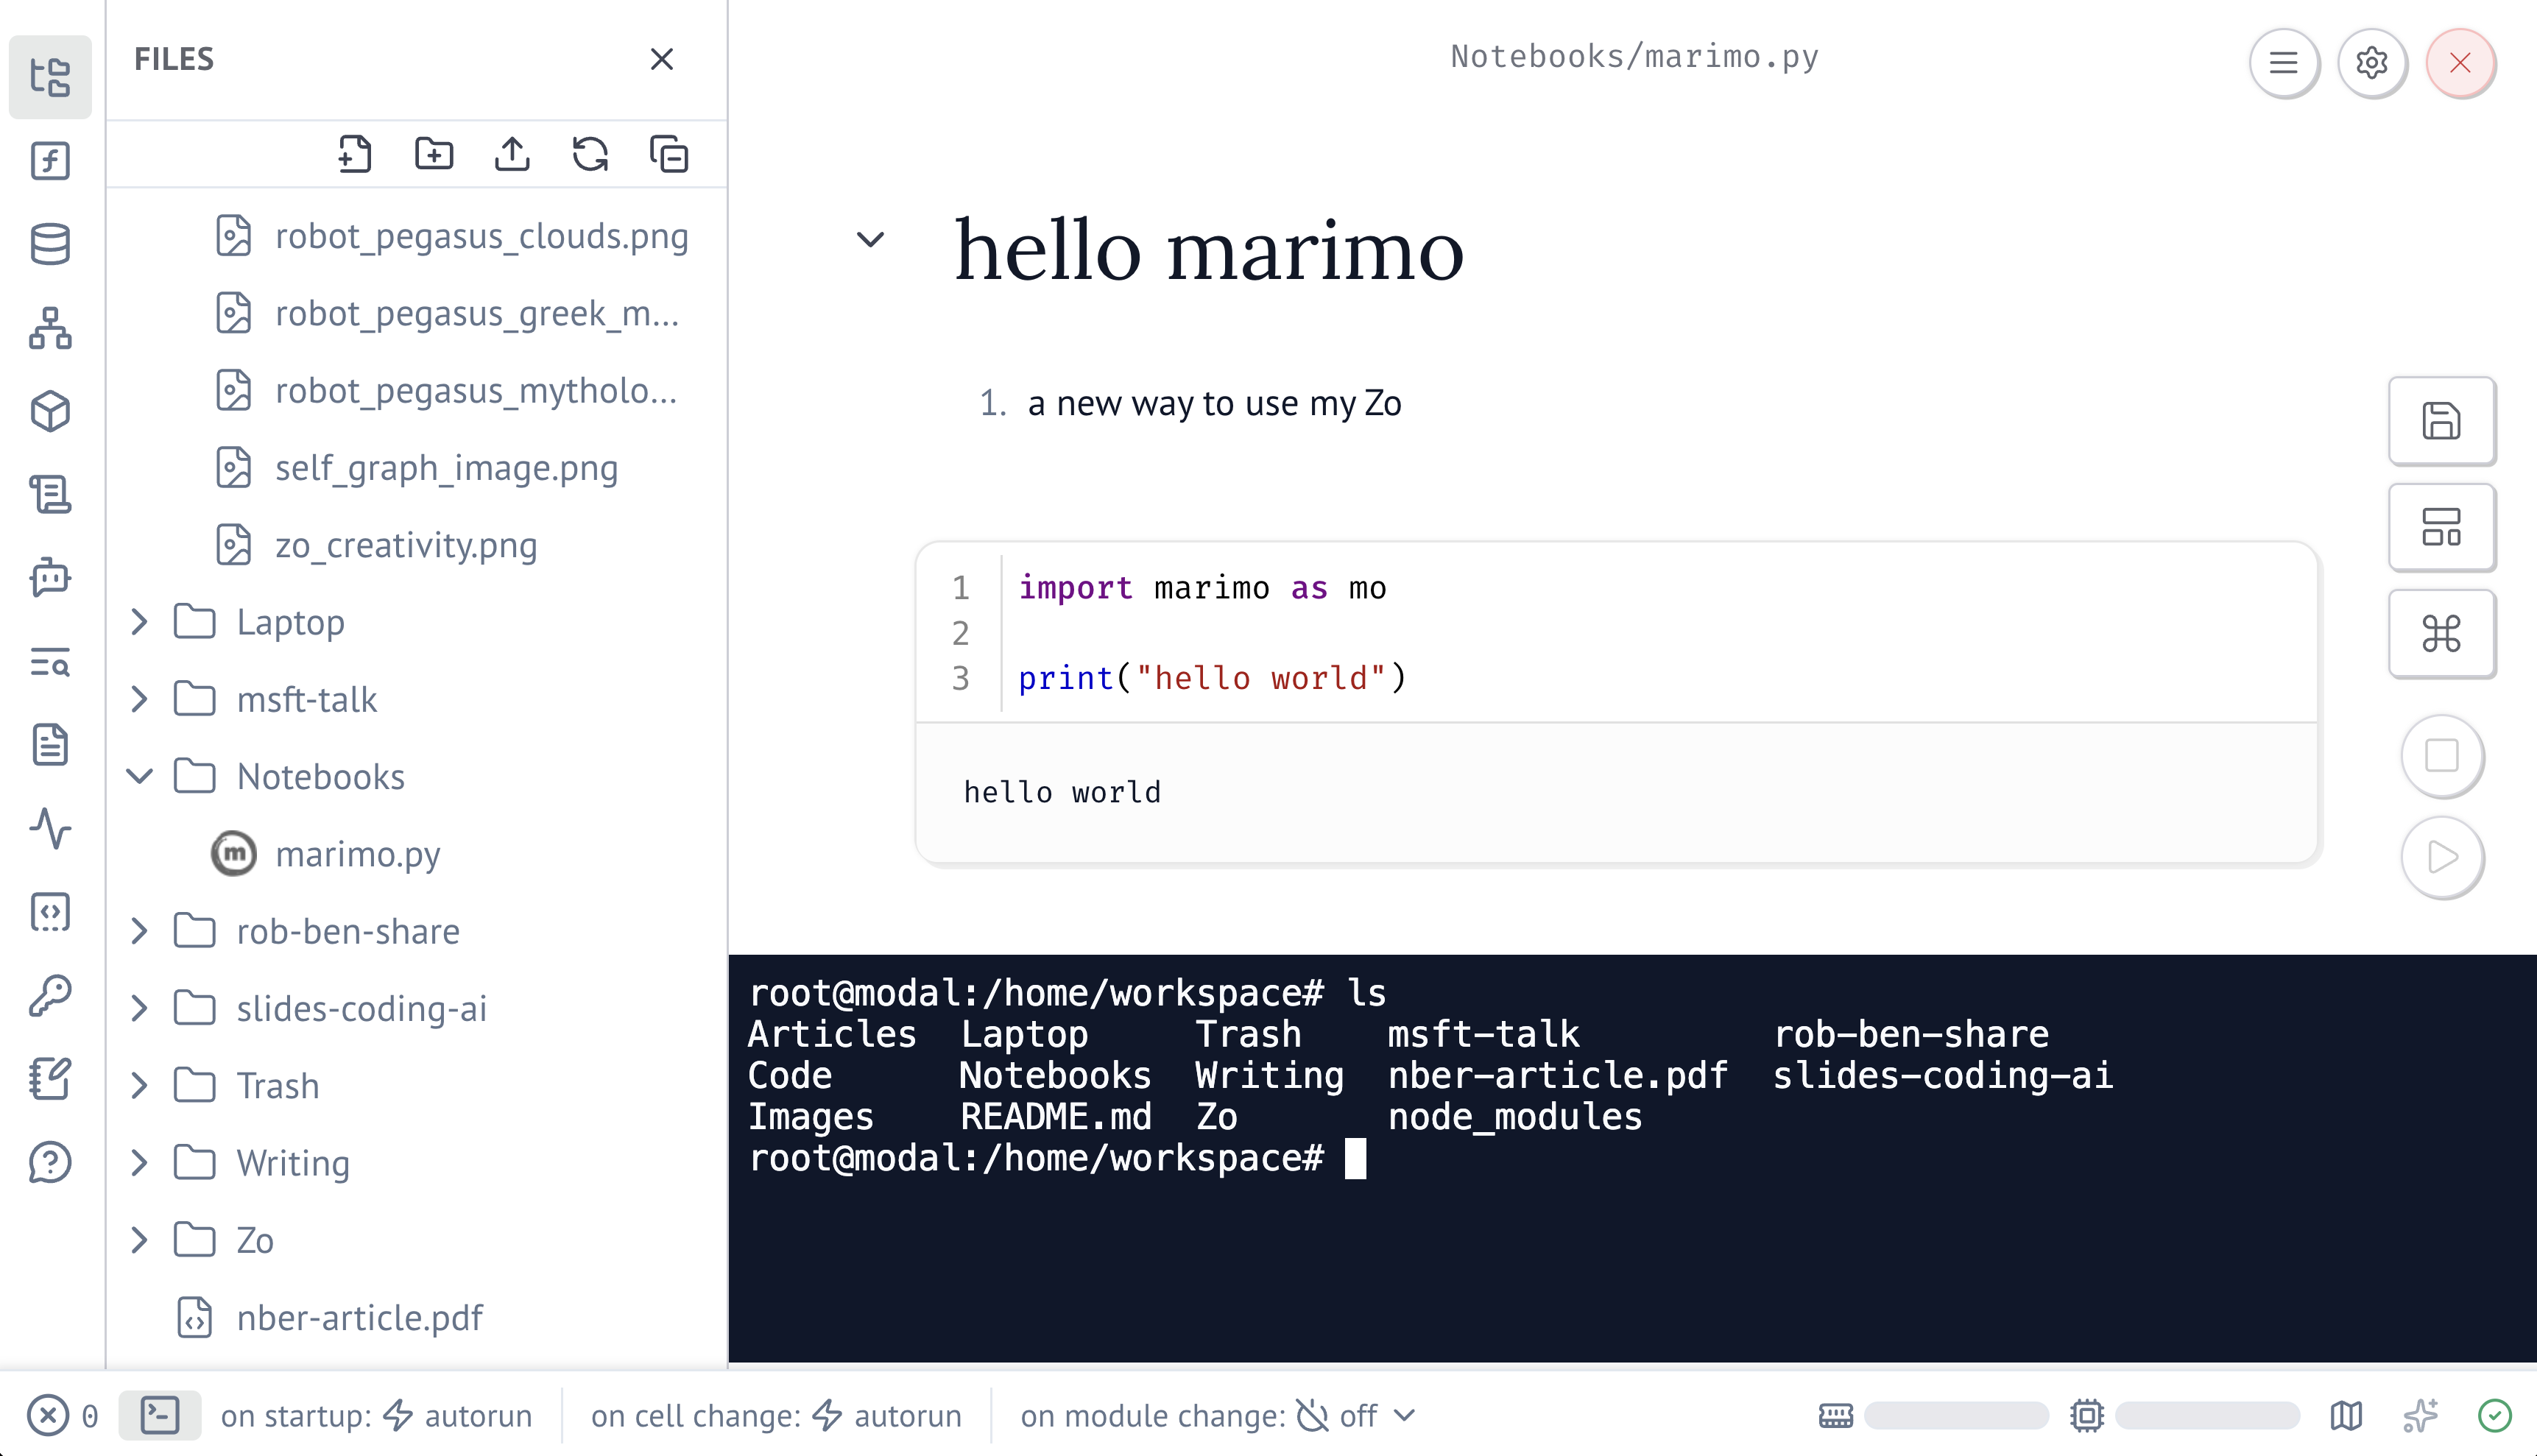 FILES
robot_pegasus_clouds.png
robot_pegasus_greek_m...
robot_pegasus_mytholo...
self_graph_image.png
zo_creativity.png
Laptop
msft-talk
Notebooks
m marimo.py
rob-ben-share
slides-coding-ai
Trash
Writing
Zo
nber-article.pdf
Notebooks/marimo.py
hello marimo
1. a new way to use my Zo
1 import marimo as mo
2
3 print("hello world")
hello world
root@modal:/home/workspace# ls
Articles Laptop Trash msft-talk rob-ben-share
Code Notebooks Writing nber-article.pdf slides-coding-ai
Images README.md Zo node_modules
root@modal:/home/workspace#
0 on startup: autorun on cell change: autorun on module change: off